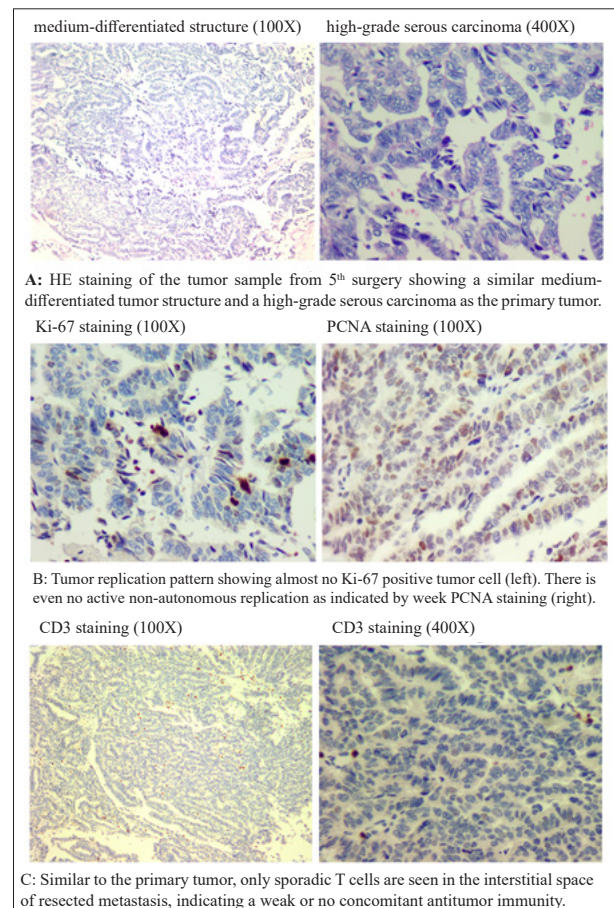 medium-differentiated structure (100X) high-grade serous carcinoma (400X)
A: HE staining of the tumor sample from 5th surgery showing a similar medium-
differentiated tumor structure and a high-grade serous carcinoma as the primary tumor.
Ki-67 staining (100X) PCNA staining (100X)
B: Tumor replication pattern showing almost no Ki-67 positive tumor cell (left). There is
even no active non-autonomous replication as indicated by week PCNA staining (right).
CD3 staining (100X) CD3 staining (400X)
C: Similar to the primary tumor, only sporadic T cells are seen in the interstitial space
of resected metastasis, indicating a weak or no concomitant antitumor immunity.